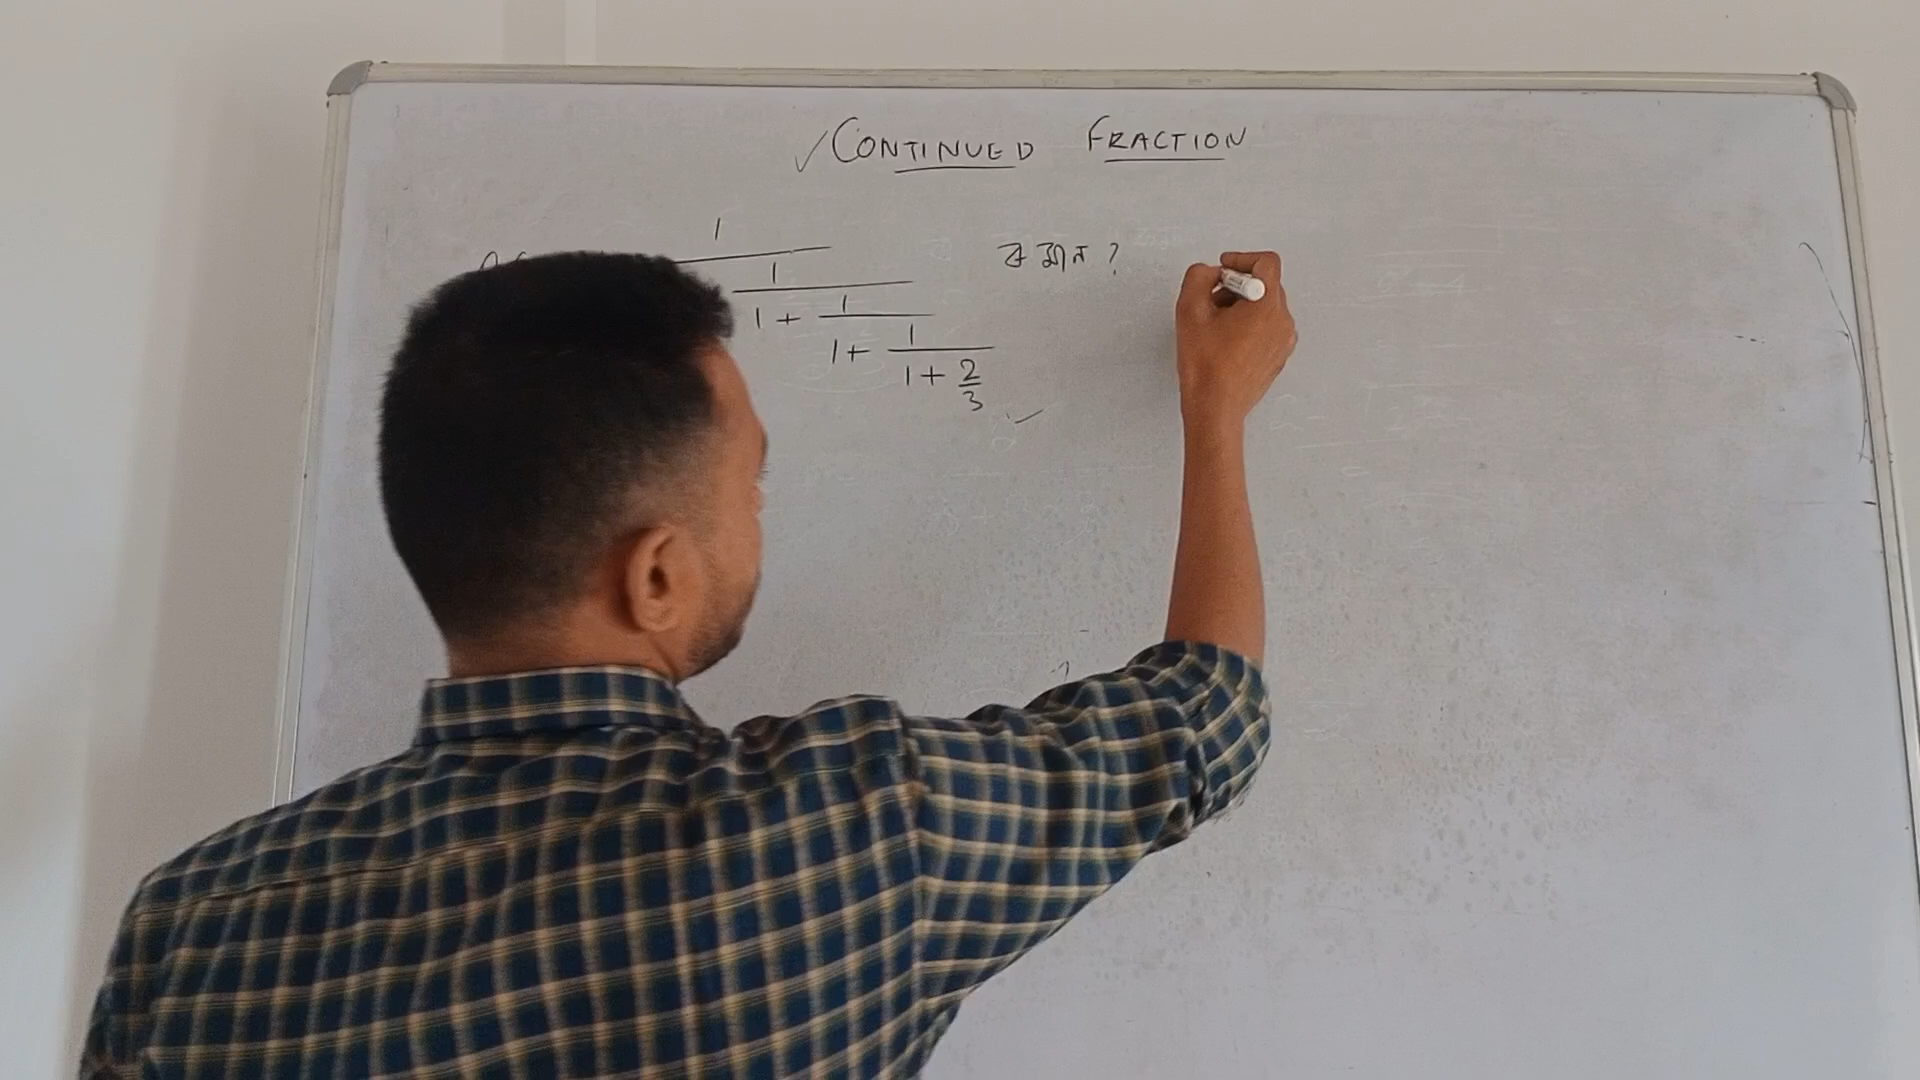 ✓CONTINUED FRACTION
1
1 র মান ?
1 + 1
1 + 1
1 + 2/3
✓